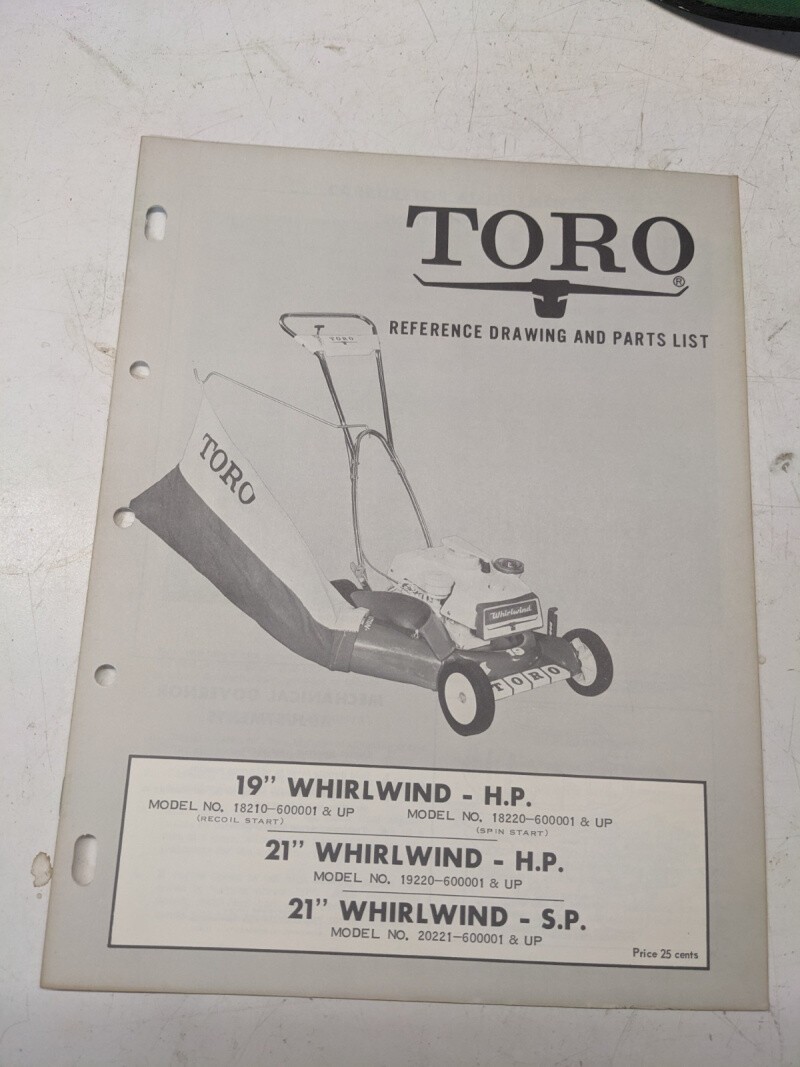 TORO
®
REFERENCE DRAWING AND PARTS LIST
TORO
TORO
Whirlwind
19
TORO
19" WHIRLWIND - H.P.
MODEL NO. 18210-600001 & UP MODEL NO. 18220-600001 & UP
(RECOIL START) (SPIN START)
21" WHIRLWIND - H.P.
MODEL NO. 19220-600001 & UP
21" WHIRLWIND - S.P.
MODEL NO. 20221-600001 & UP
Price 25 cents